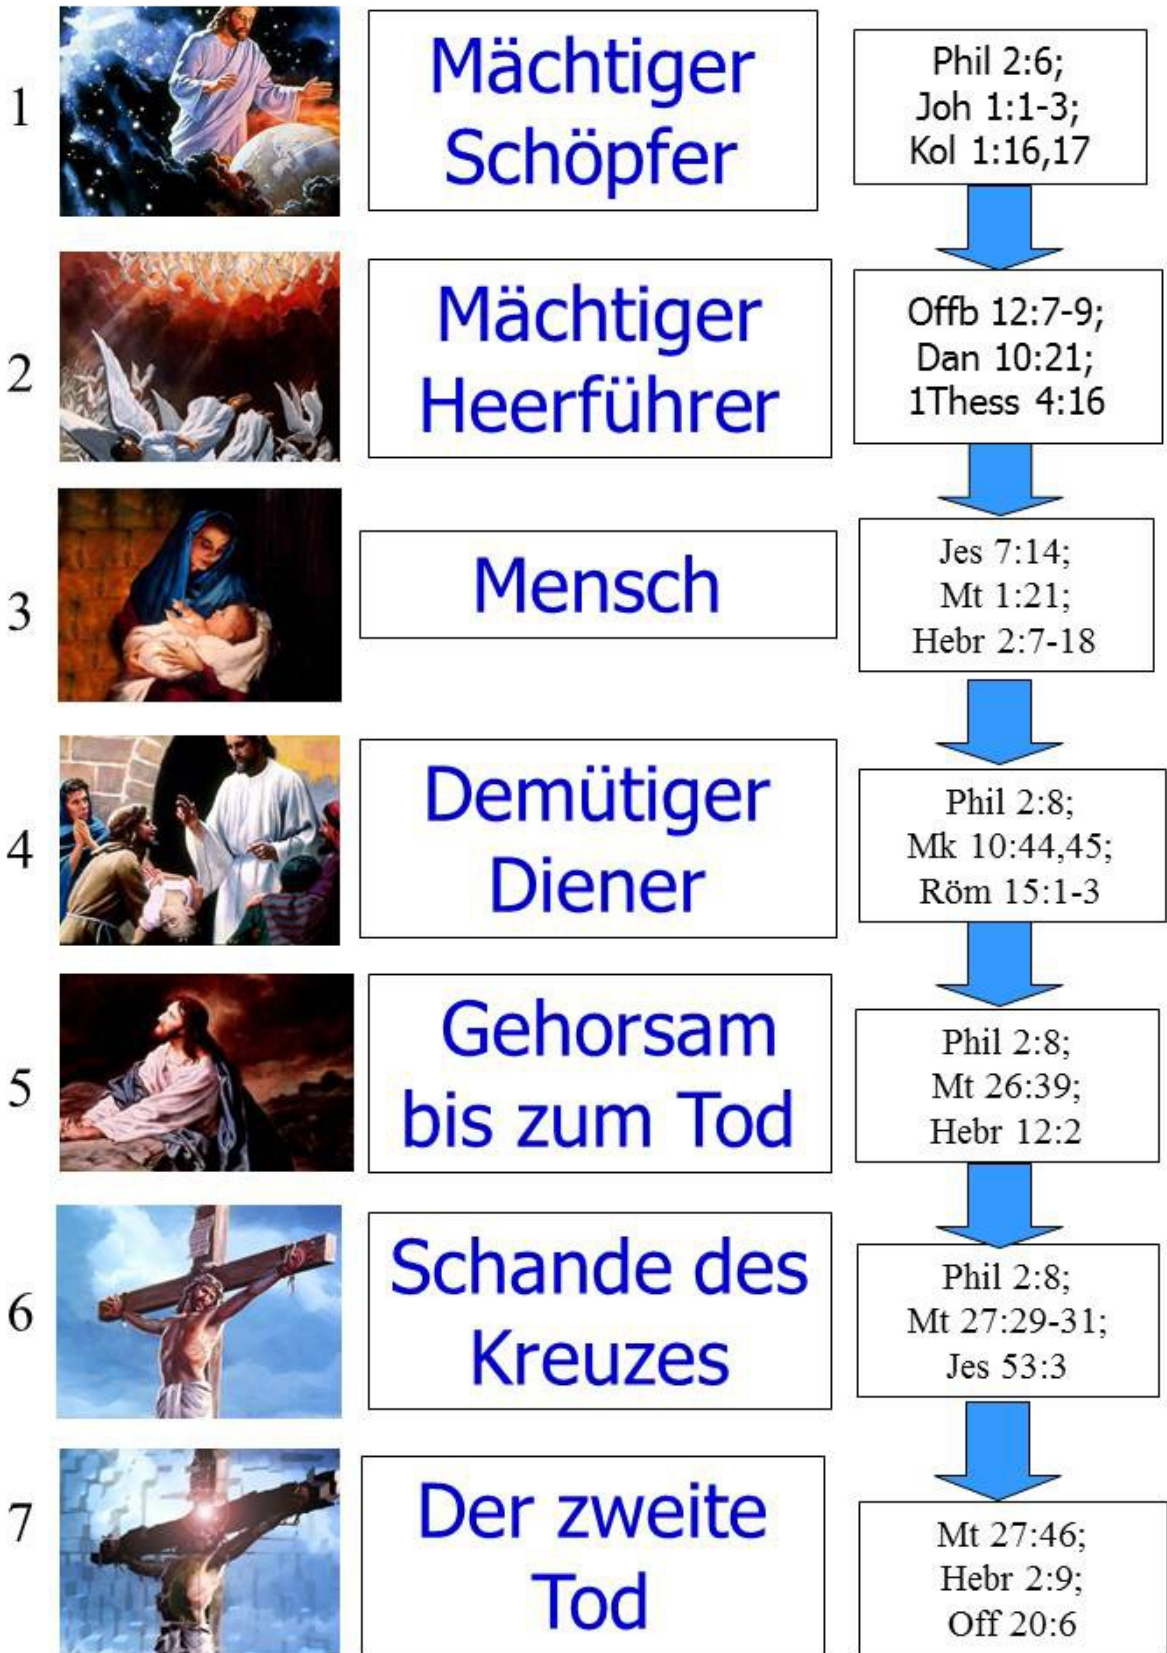 1
Mächtiger
Schöpfer
Phil 2:6;
Joh 1:1-3;
Kol 1:16,17
2
Mächtiger
Heerführer
Offb 12:7-9;
Dan 10:21;
1Thess 4:16
3
Mensch
Jes 7:14;
Mt 1:21;
Hebr 2:7-18
4
Demütiger
Diener
Phil 2:8;
Mk 10:44,45;
Röm 15:1-3
5
Gehorsam
bis zum Tod
Phil 2:8;
Mt 26:39;
Hebr 12:2
6
Schande des
Kreuzes
Phil 2:8;
Mt 27:29-31;
Jes 53:3
7
Der zweite
Tod
Mt 27:46;
Hebr 2:9;
Off 20:6